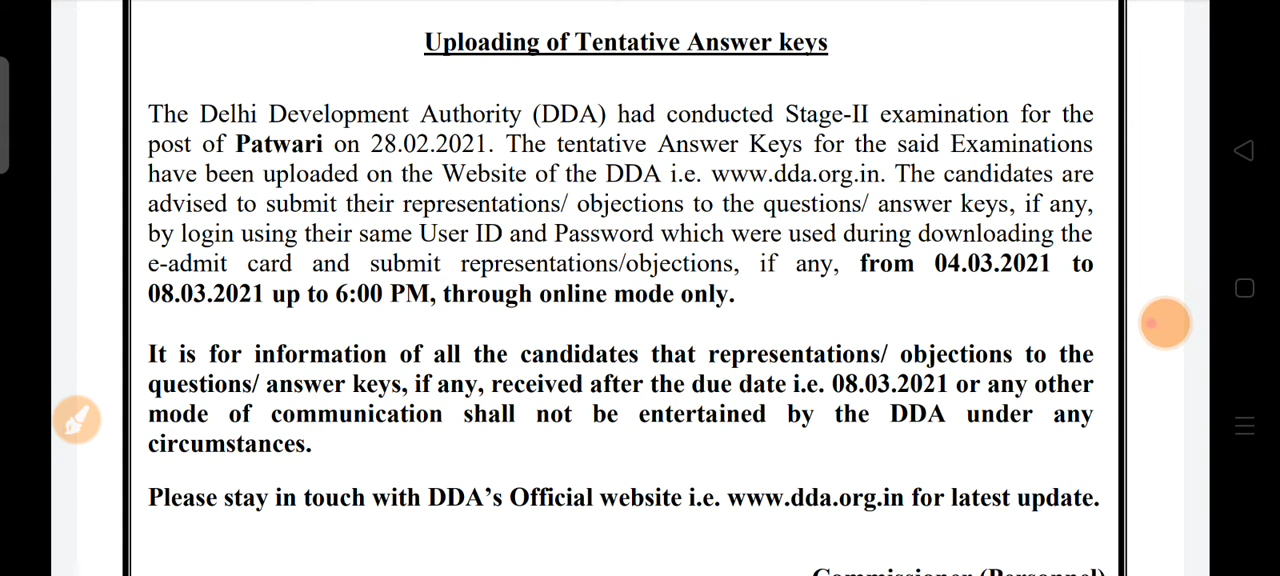 Uploading of Tentative Answer keys
The Delhi Development Authority (DDA) had conducted Stage-II examination for the
post of Patwari on 28.02.2021. The tentative Answer Keys for the said Examinations
have been uploaded on the Website of the DDA i.e. www.dda.org.in. The candidates are
advised to submit their representations/ objections to the questions/ answer keys, if any,
by login using their same User ID and Password which were used during downloading the
e-admit card and submit representations/objections, if any, from 04.03.2021 to
08.03.2021 up to 6:00 PM, through online mode only.
It is for information of all the candidates that representations/ objections to the
questions/ answer keys, if any, received after the due date i.e. 08.03.2021 or any other
mode of communication shall not be entertained by the DDA under any
circumstances.
Please stay in touch with DDA’s Official website i.e. www.dda.org.in for latest update.
Commissioner (Personnel)